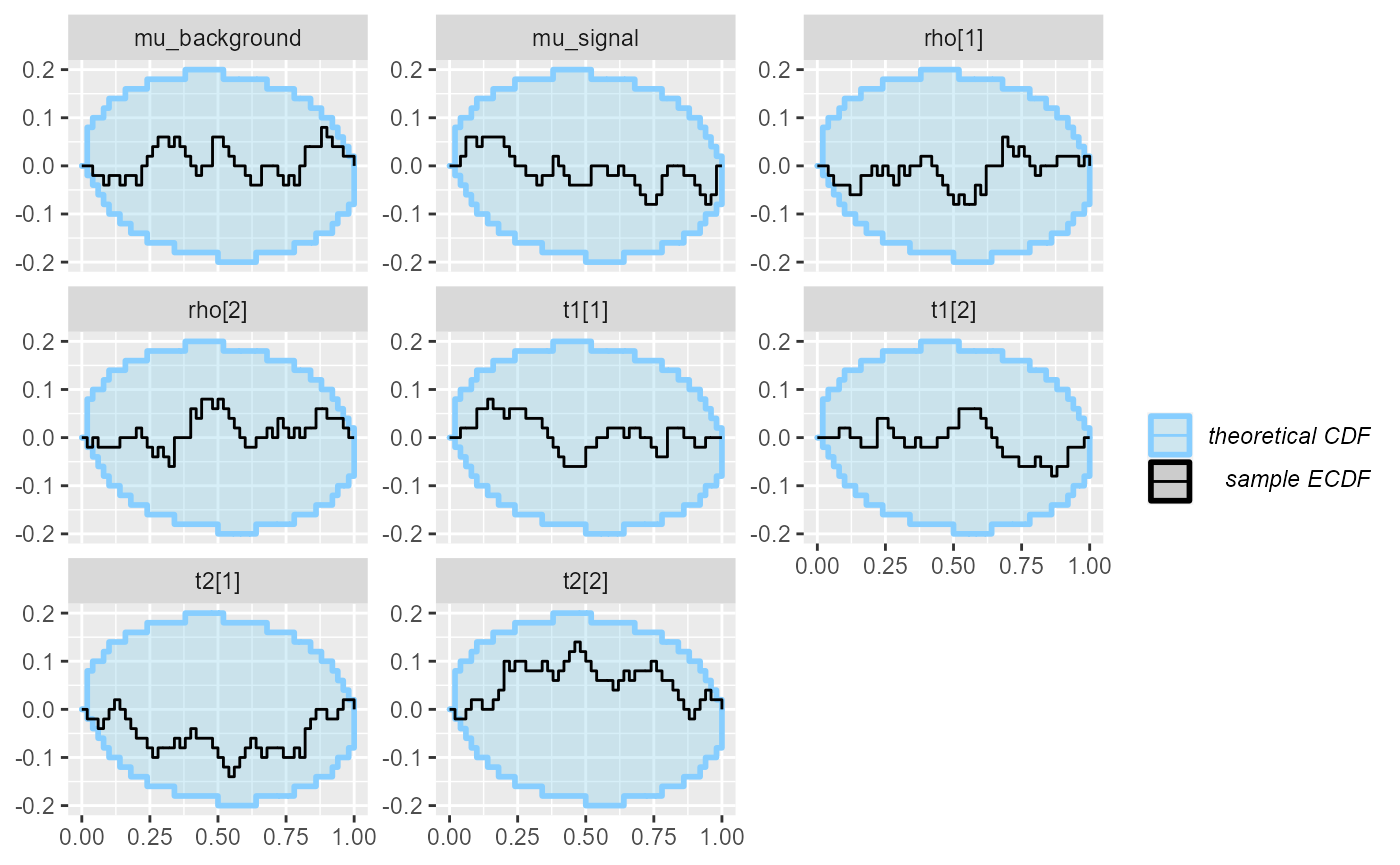 mu_background mu_signal rho[1]
0.2 0.2 0.2
0.1 0.1 0.1
0.0 0.0 0.0
-0.1 -0.1 -0.1
-0.2 -0.2 -0.2
rho[2] t1[1] t1[2]
0.2 0.2 0.2
0.1 0.1 0.1
0.0 0.0 0.0
-0.1 -0.1 -0.1
-0.2 -0.2 -0.2
0.00 0.25 0.50 0.75 1.00
t2[1] t2[2]
0.2 0.2
0.1 0.1
0.0 0.0
-0.1 -0.1
-0.2 -0.2
0.00 0.25 0.50 0.75 1.00 0.00 0.25 0.50 0.75 1.00
theoretical CDF
sample ECDF